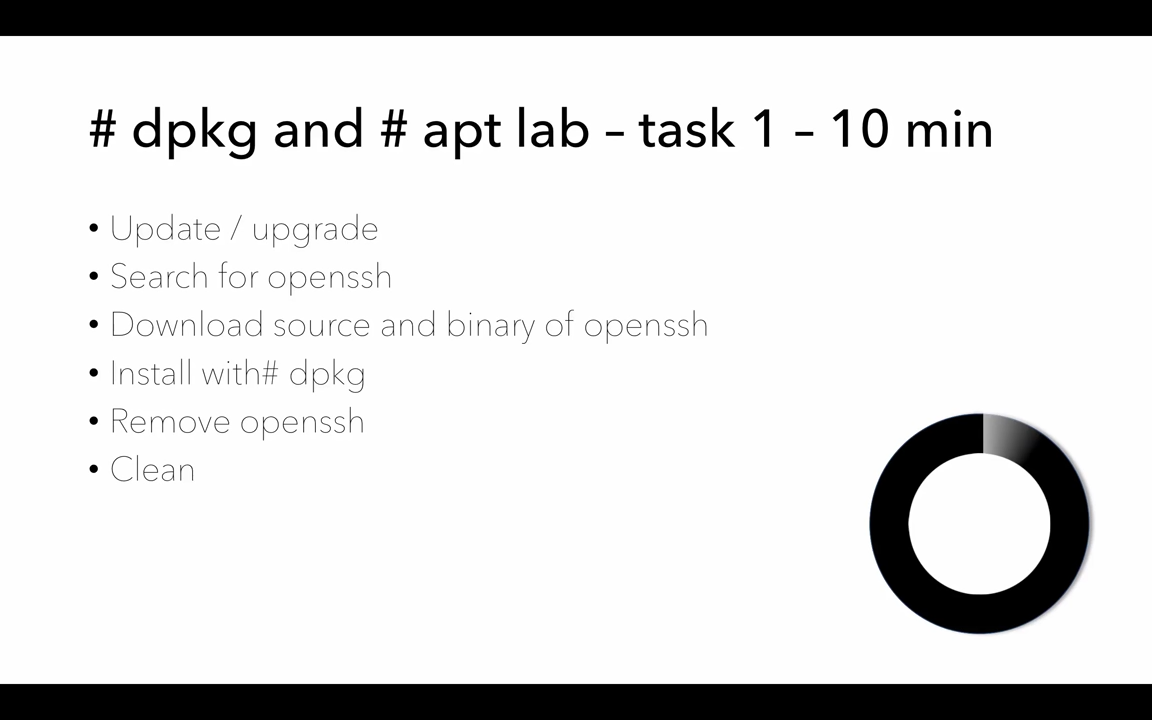 # dpkg and # apt lab – task 1 – 10 min
• Update / upgrade
• Search for openssh
• Download source and binary of openssh
• Install with# dpkg
• Remove openssh
• Clean